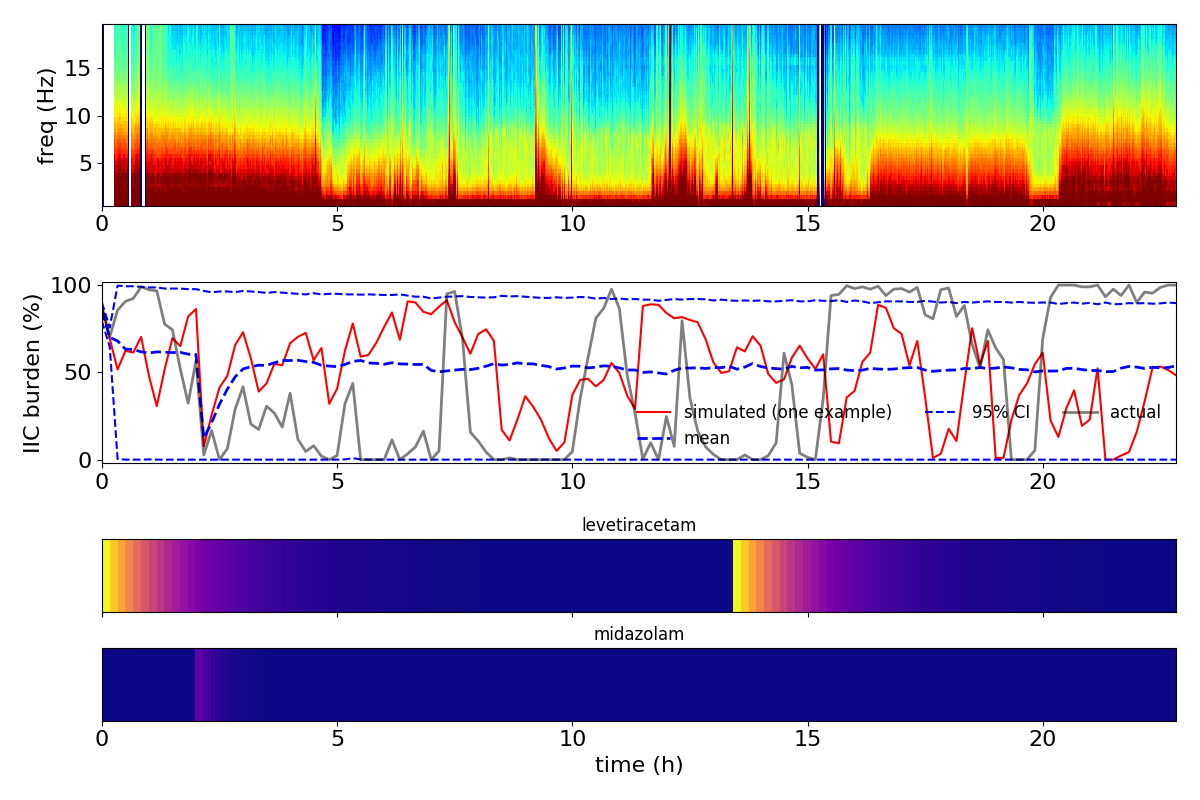 freq (Hz)
15
10
5
0 5 10 15 20
IIC burden (%)
100
50
0
simulated (one example)
mean
95% CI
actual
0 5 10 15 20
levetiracetam
midazolam
0 5 10 15 20
time (h)